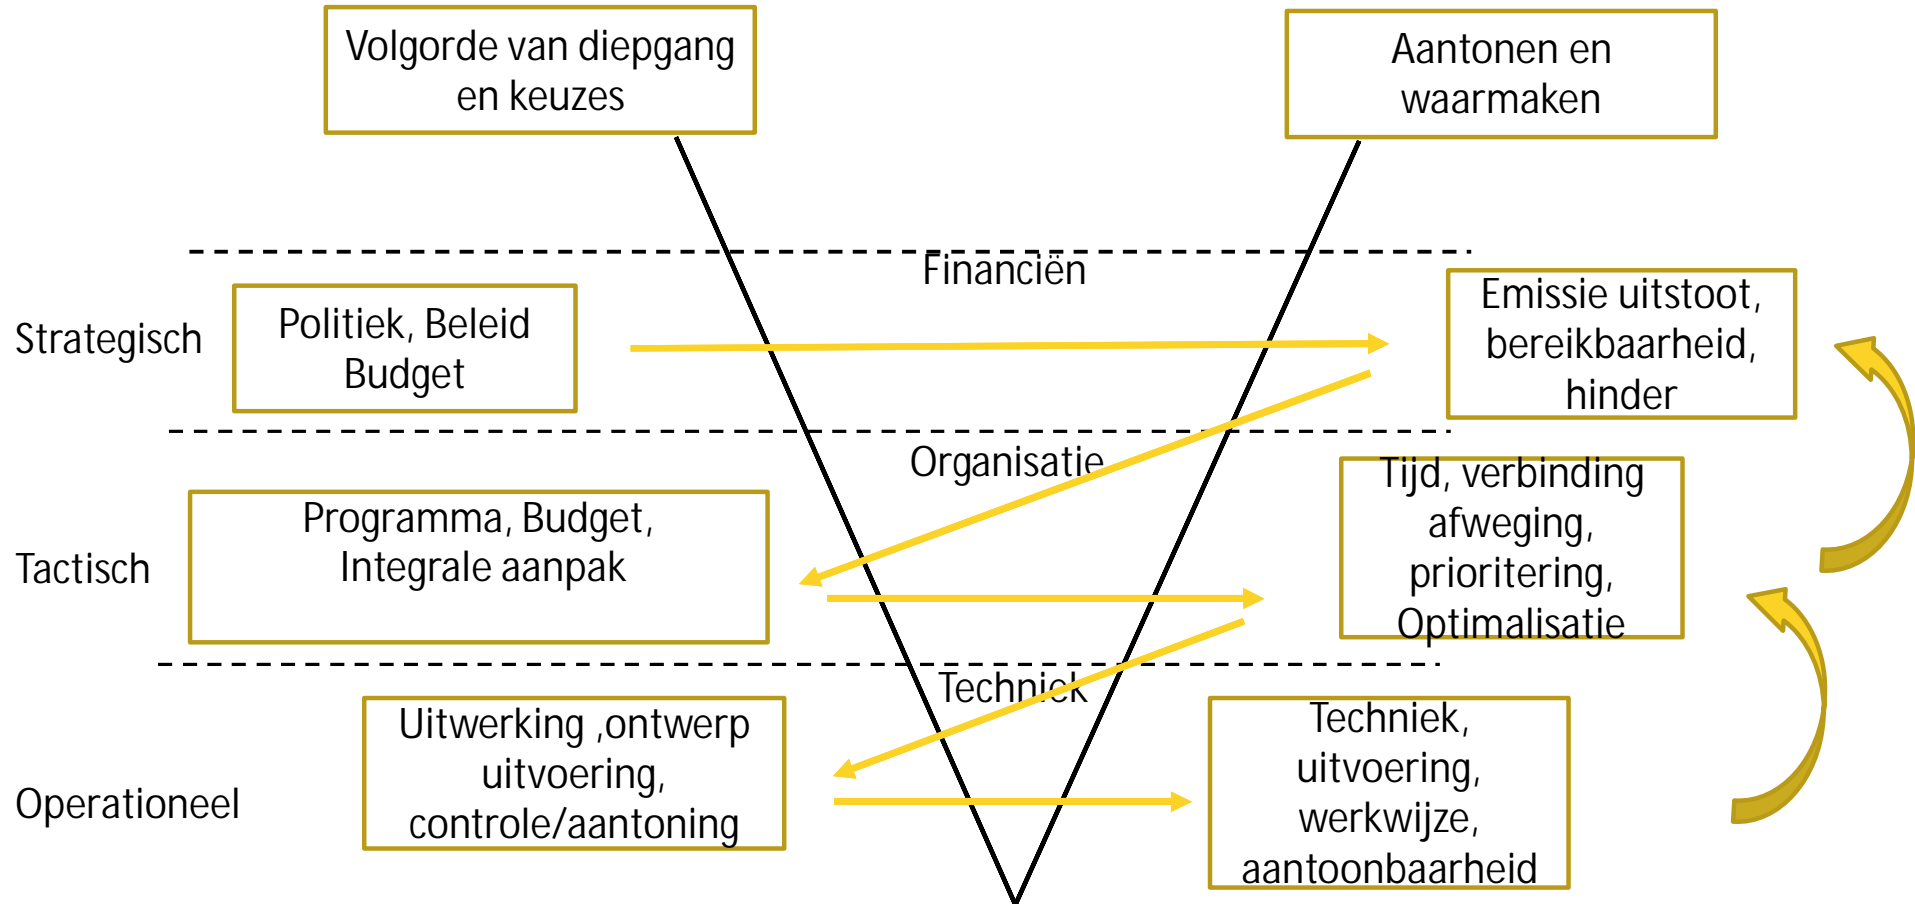 Volgorde van diepgang
en keuzes
Aantonen en
waarmaken
Financiën
Strategisch
Politiek, Beleid
Budget
Emissie uitstoot,
bereikbaarheid,
hinder
Organisatie
Tactisch
Programma, Budget,
Integrale aanpak
Tijd, verbinding
afweging,
prioritering,
Optimalisatie
Techniek
Operationeel
Uitwerking ,ontwerp
uitvoering,
controle/aantoning
Techniek,
uitvoering,
werkwijze,
aantoonbaarheid